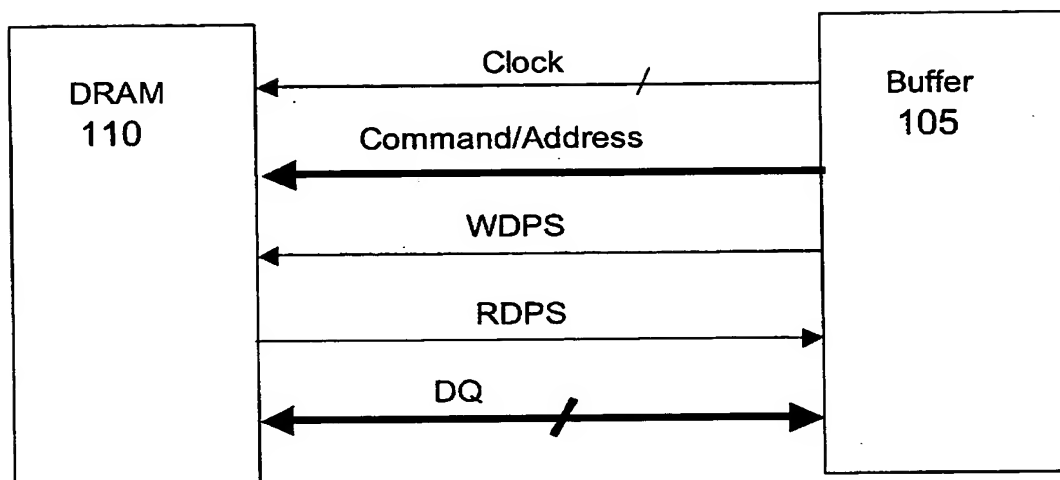 DRAM
110
Clock
Command/Address
WDPS
RDPS
DQ
Buffer
105